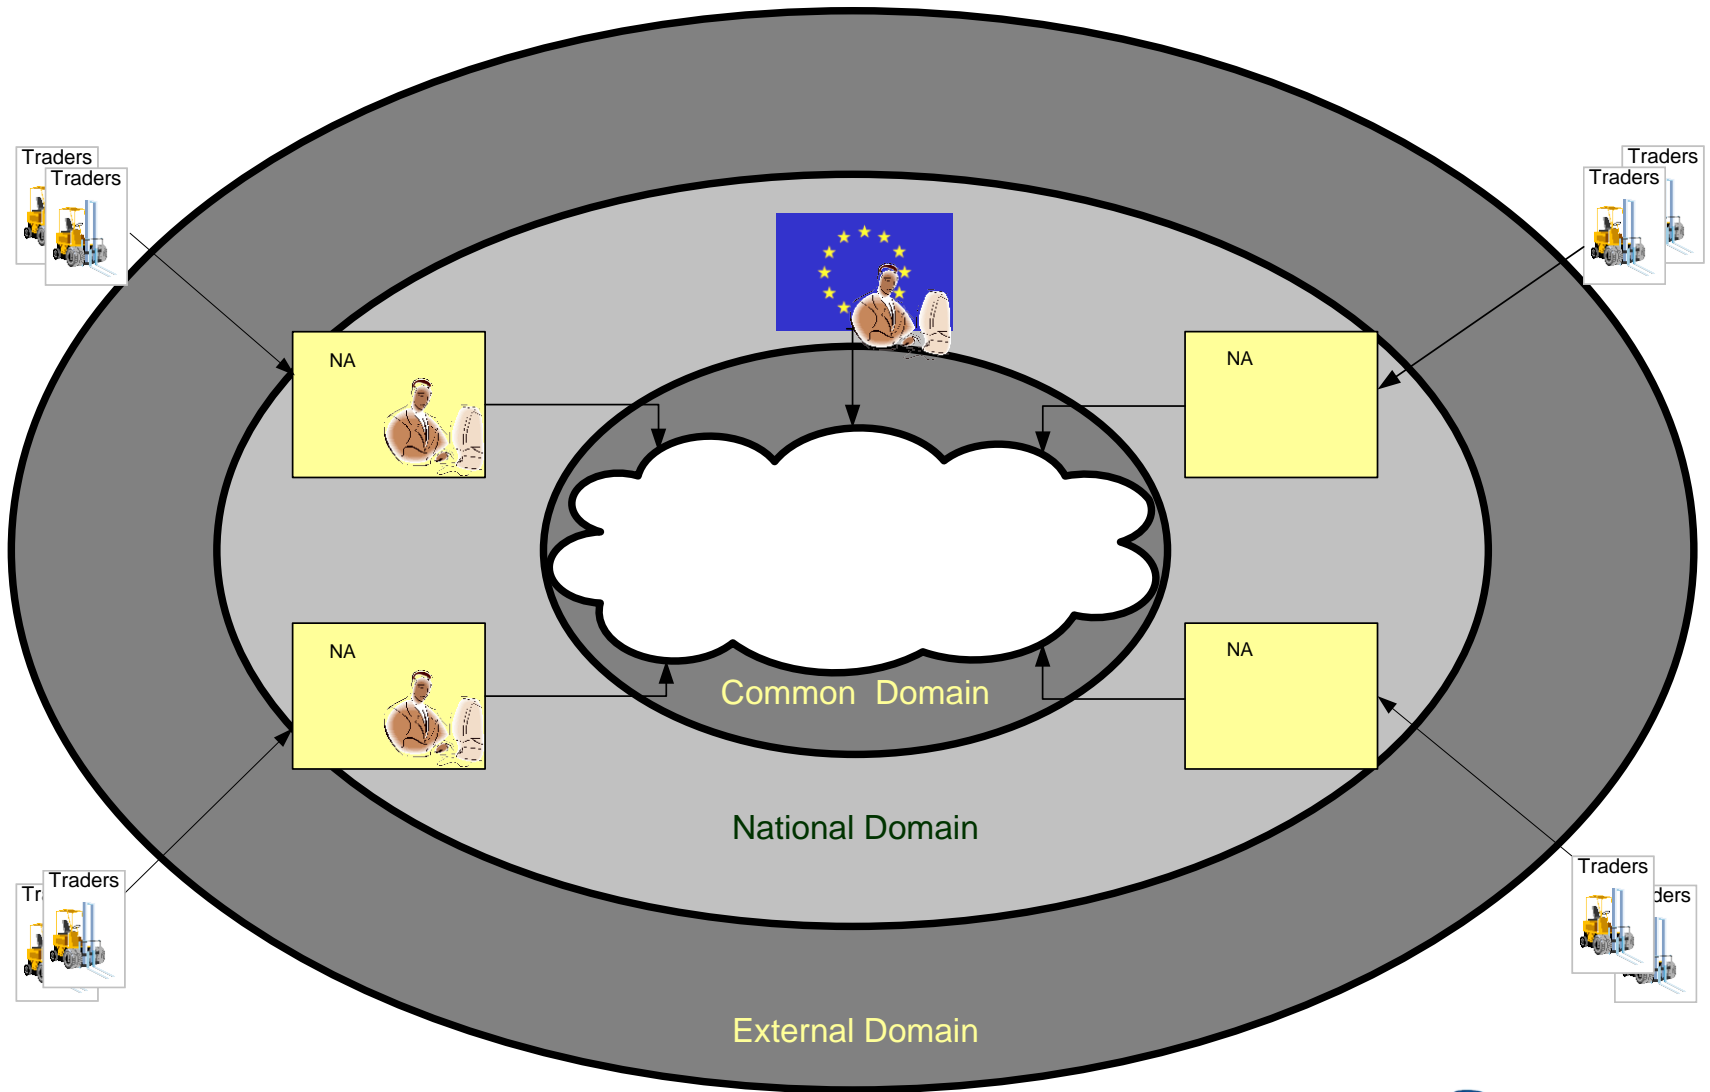 Traders
Traders
Traders
Traders
NA
NA
NA
NA
Common Domain
National Domain
Traders
Traders
External Domain